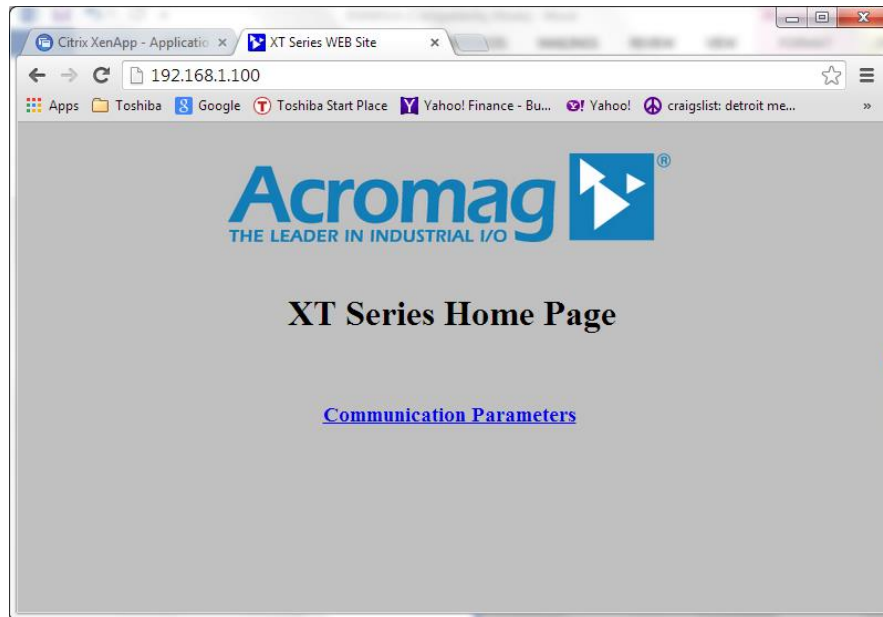 Citrix XenApp - Applicatio
XT Series WEB Site
192.168.1.100
Apps
Toshiba
Google
Toshiba Start Place
Yahoo! Finance - Bu...
Yahoo!
craigslist: detroit me...
»
Acromag ®
THE LEADER IN INDUSTRIAL I/O
XT Series Home Page
Communication Parameters